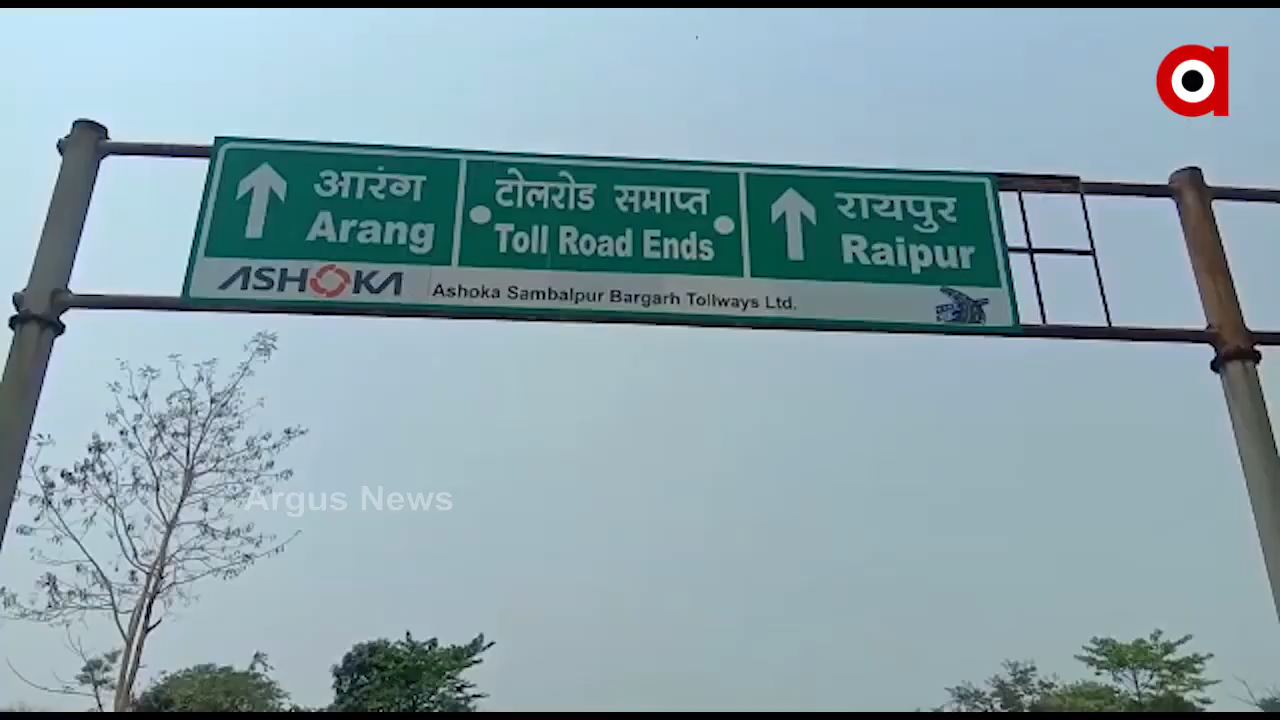 आरंग
Arang
टोलरोड समाप्त
Toll Road Ends
रायपुर
Raipur
ASHOKA
Ashoka Sambalpur Bargarh Tollways Ltd.
Argus News